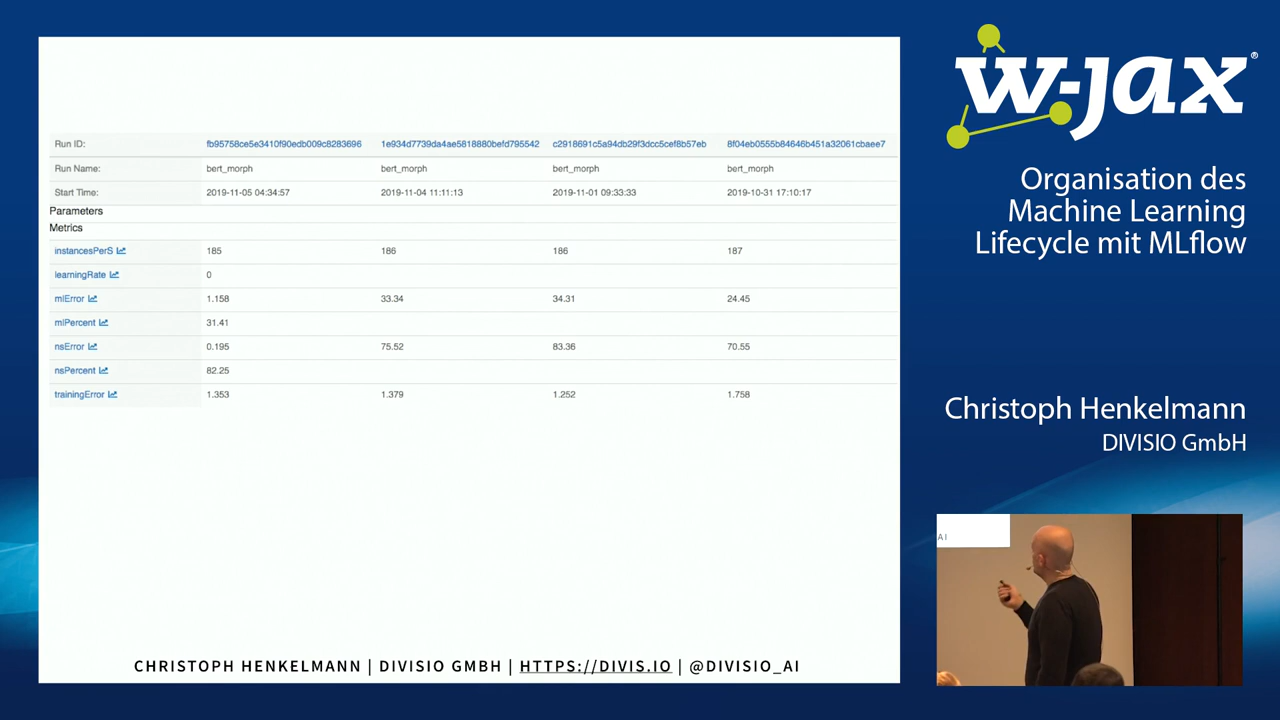 Run ID: fb95758ce5e3410f90edb009c8283696 1e934d7739da4ae5818880befd795542 c2918691c5a94db29f3dcc5cef8b57eb 8f04eb0555b84646b451a32061cbaee7
Run Name: bert_morph bert_morph bert_morph bert_morph
Start Time: 2019-11-05 04:34:57 2019-11-04 11:11:13 2019-11-01 09:33:33 2019-10-31 17:10:17
Parameters
Metrics
instancesPerS 185 186 186 187
learningRate 0
mlError 1.158 33.34 34.31 24.45
mlPercent 31.41
nsError 0.195 75.52 83.36 70.55
nsPercent 82.25
trainingError 1.353 1.379 1.252 1.758
CHRISTOPH HENKELMANN | DIVISIO GMBH | HTTPS://DIVIS.IO | @DIVISIO_AI
w-jax®
Organisation des
Machine Learning
Lifecycle mit MLflow
Christoph Henkelmann
DIVISIO GmbH
AI